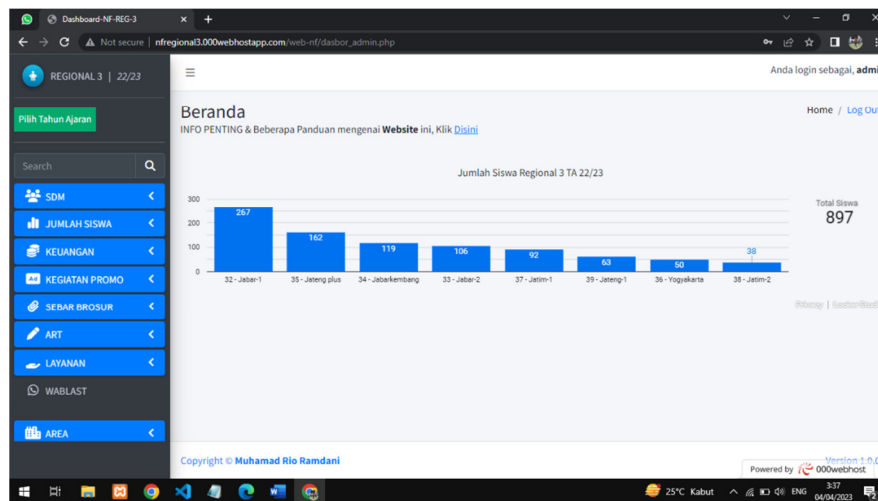 Dashboard-NF-REG-3
Not secure | nfregional3.000webhostapp.com/web-nf/dasbor_admin.php
REGIONAL 3 | 22/23
Anda login sebagai, admi
Pilih Tahun Ajaran
Beranda
Home / Log Ou
INFO PENTING & Beberapa Panduan mengenai Website ini, Klik Disini
Search
SDM
JUMLAH SISWA
KEUANGAN
Ad KEGIATAN PROMO
SEBAR BROSUR
ART
LAYANAN
WABLAST
AREA
Jumlah Siswa Regional 3 TA 22/23
300
200
100
0
267
162
119
106
92
63
50
38
32 - Jabar-1
35 - Jateng plus
34 - Jabarkembang
33 - Jabar-2
37 - Jatim-1
39 - Jateng-1
36 - Yogyakarta
38 - Jatim-2
Total Siswa
897
Privacy
Copyright © Muhamad Rio Ramdani
Version 1.0.
Powered by 000webhost
25°C Kabut
ENG
3:37
04/04/2023